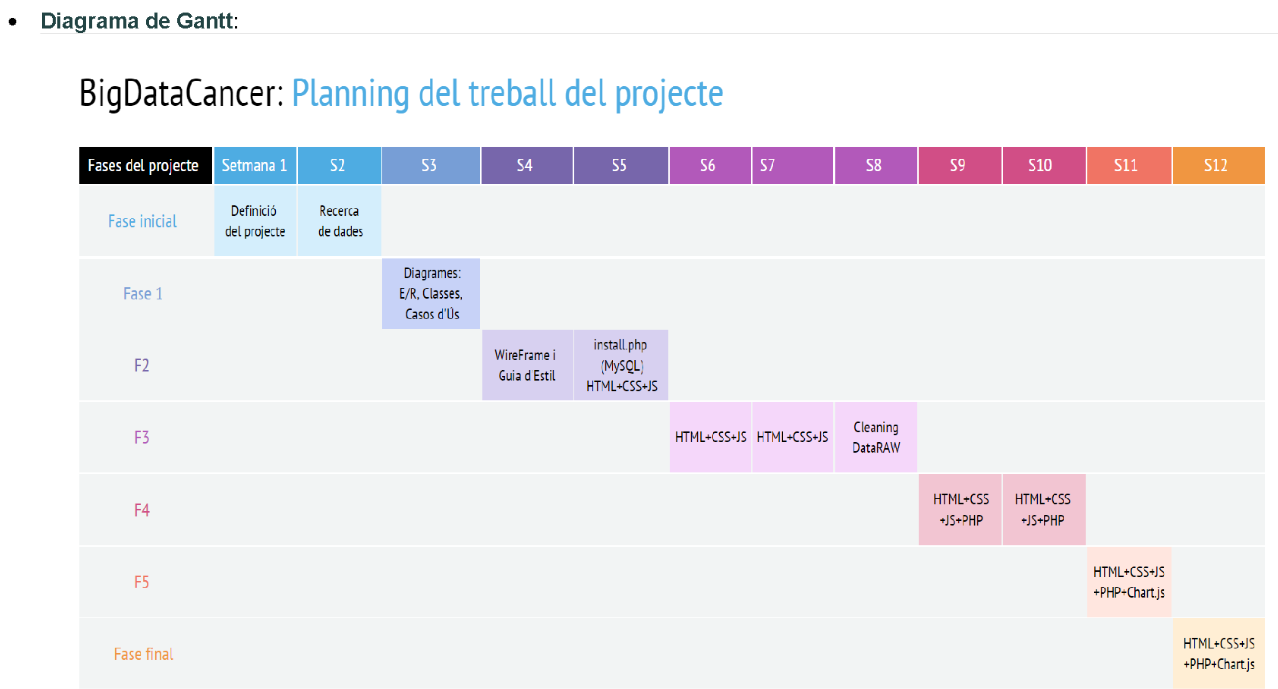 • Diagrama de Gantt:
BigDataCancer: Planning del treball del projecte
Fases del projecte Setmana 1 S2 S3 S4 S5 S6 S7 S8 S9 S10 S11 S12
Fase inicial
Definició
del projecte
Recerca
de dades
Fase 1
Diagrames:
E/R, Classes,
Casos d'Ús
F2
WireFrame i
Guia d'Estil
install.php
(MySQL)
HTML+CSS+JS
F3
HTML+CSS+JS
HTML+CSS+JS
Cleaning
DataRAW
F4
HTML+CSS
+JS+PHP
HTML+CSS
+JS+PHP
F5
HTML+CSS+JS
+PHP+Chart.js
Fase final
HTML+CSS+JS
+PHP+Chart.js